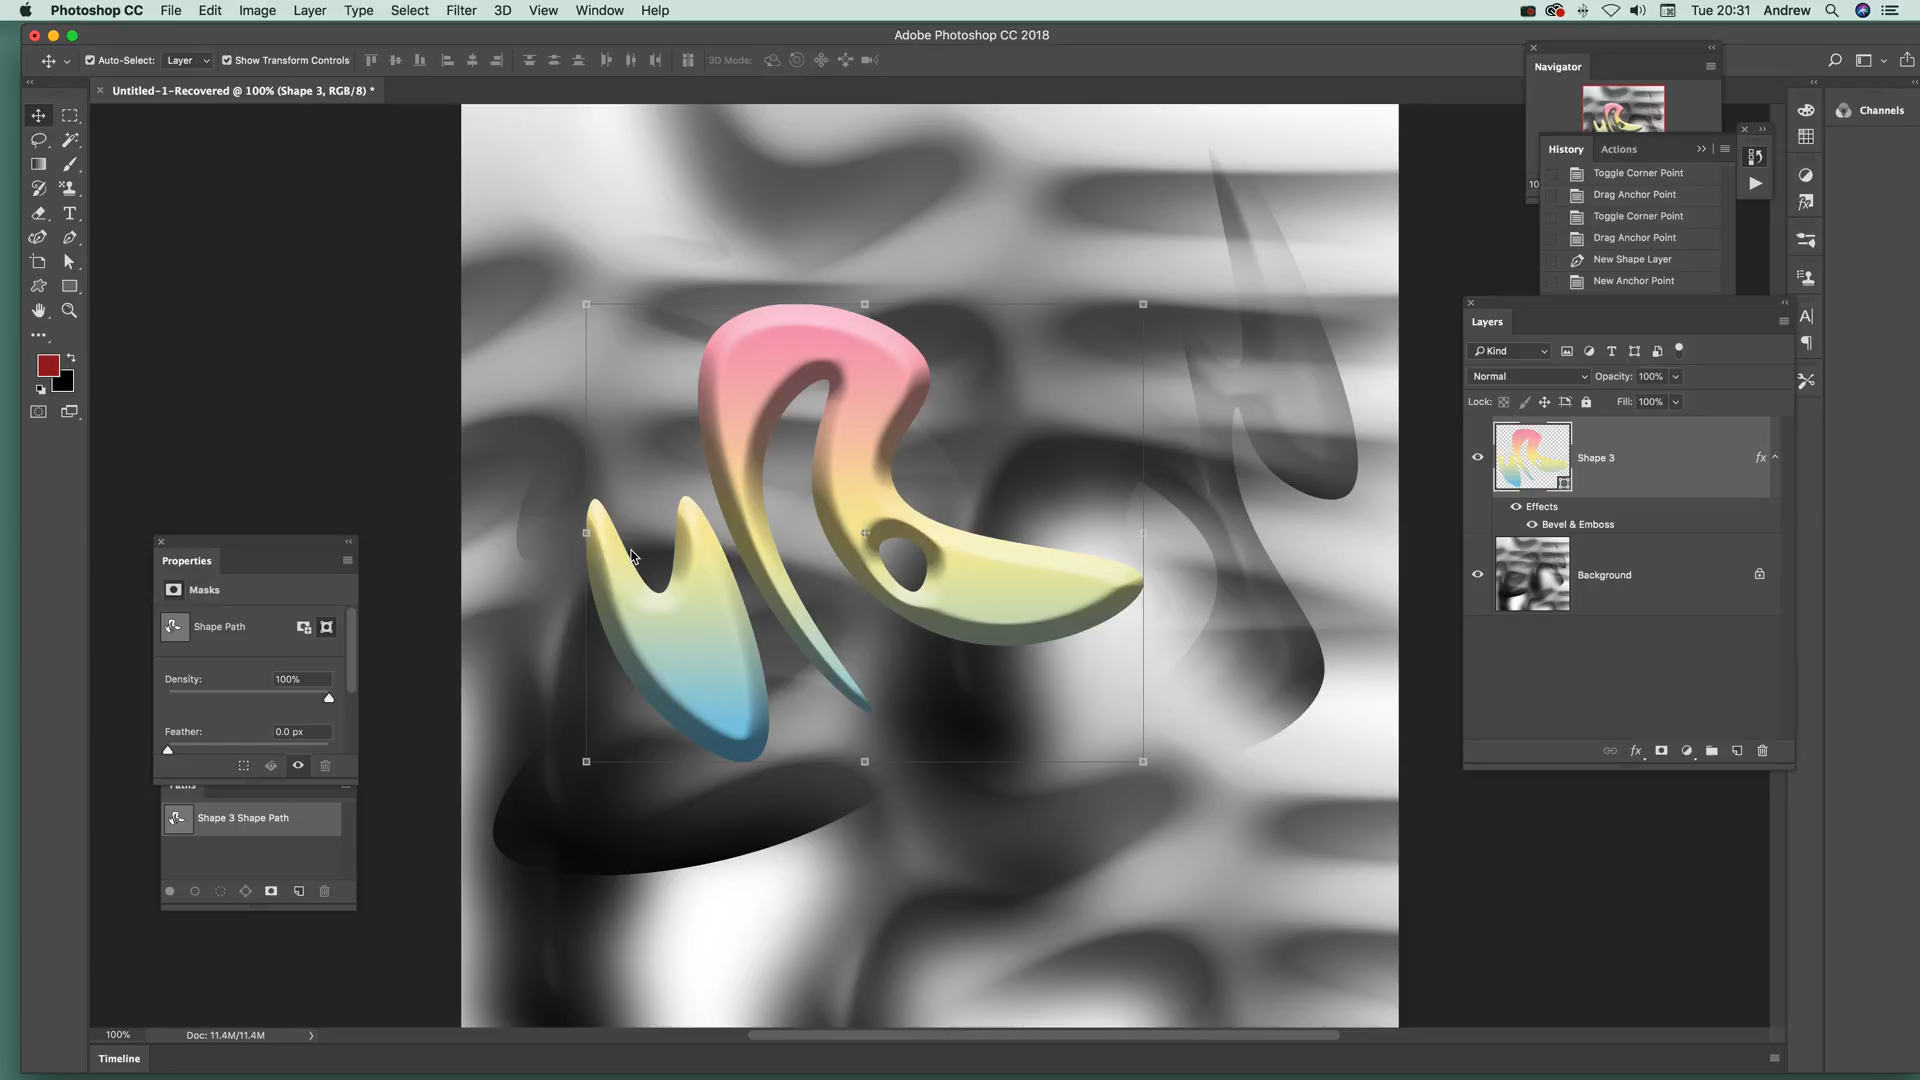 Photoshop CC File Edit Image Layer Type Select Filter 3D View Window Help Tue 20:31 Andrew
Adobe Photoshop CC 2018
Auto-Select: Layer Show Transform Controls 3D Mode:
Untitled-1-Recovered @ 100% (Shape 3, RGB/8) *
Navigator
Channels
History Actions
10
Toggle Corner Point
Drag Anchor Point
Toggle Corner Point
Drag Anchor Point
New Shape Layer
New Anchor Point
Layers
Kind
Normal Opacity: 100%
Lock: Fill: 100%
Shape 3 fx
Effects
Bevel & Emboss
Background
fx
Properties
Masks
Shape Path
Density: 100%
Feather: 0.0 px
Paths
Shape 3 Shape Path
100% Doc: 11.4M/11.4M
Timeline